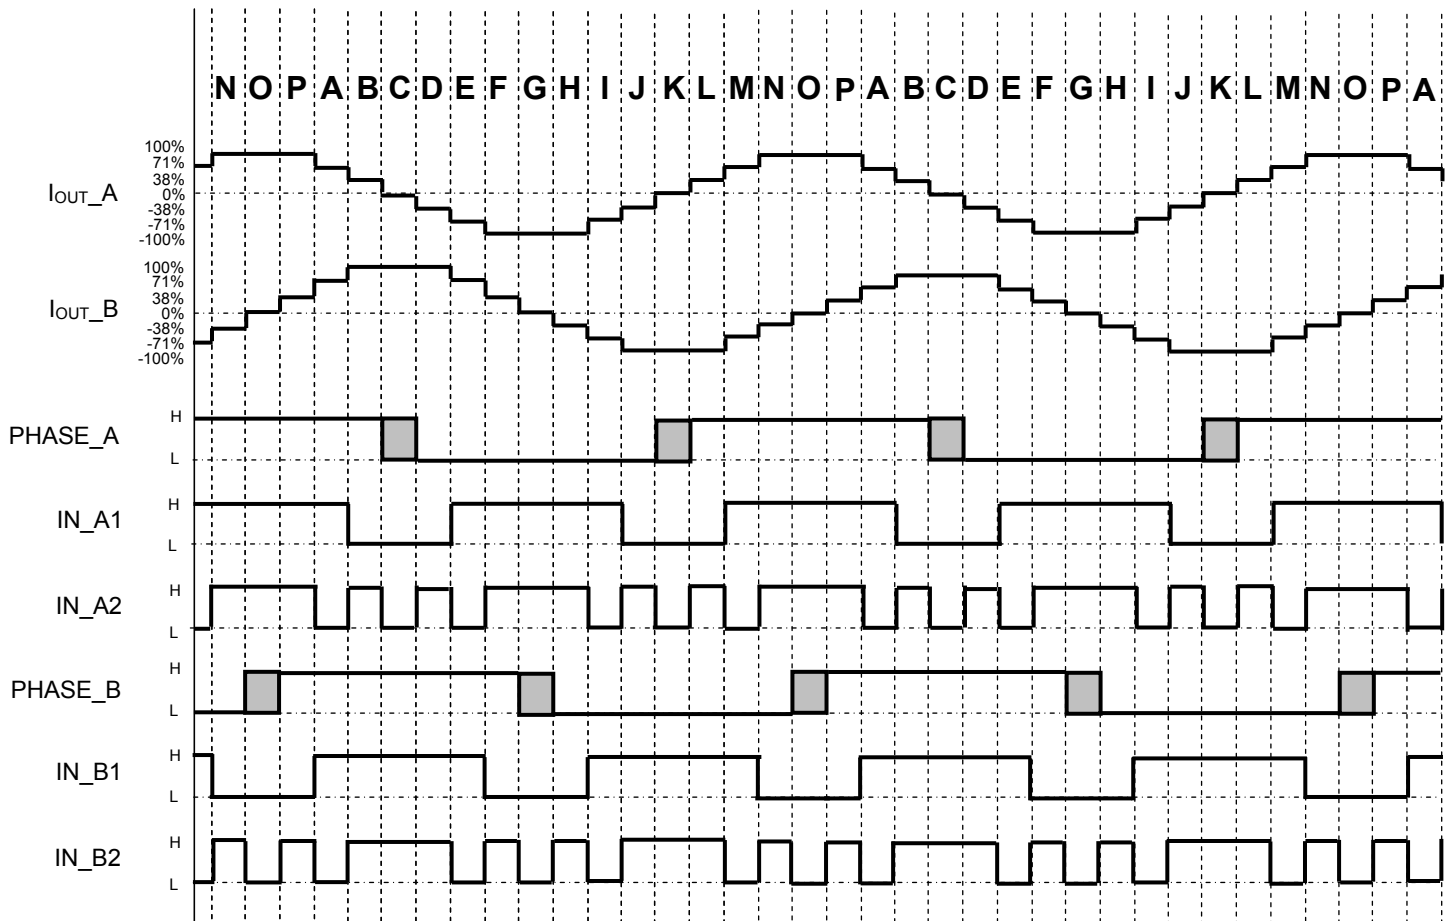 N O P A B C D E F G H I J K L M N O P A B C D E F G H I J K L M N O P A
100%
71%
38%
IOUT_A 0%
-38%
-71%
-100%
100%
71%
38%
IOUT_B 0%
-38%
-71%
-100%
H
PHASE_A
L
H
IN_A1
L
H
IN_A2
L
H
PHASE_B
L
H
IN_B1
L
H
IN_B2
L